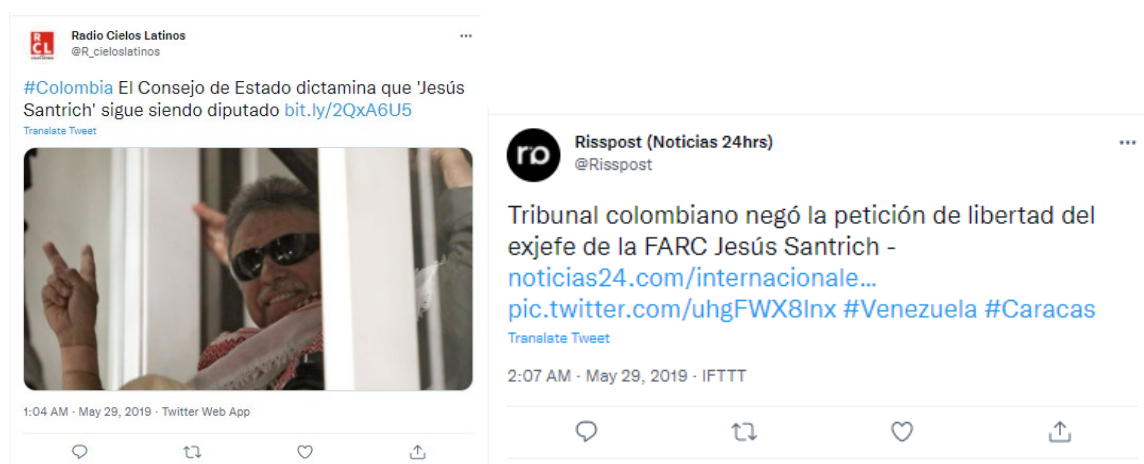 RCL
Radio Cielos Latinos
@R_cieloslatinos
#Colombia El Consejo de Estado dictamina que 'Jesús
Santrich' sigue siendo diputado bit.ly/2QxA6U5
Translate Tweet
1:04 AM · May 29, 2019 · Twitter Web App
ro
Risspost (Noticias 24hrs)
@Risspost
Tribunal colombiano negó la petición de libertad del
exjefe de la FARC Jesús Santrich -
noticias24.com/internacionale…
pic.twitter.com/uhgFWX8lnx #Venezuela #Caracas
Translate Tweet
2:07 AM · May 29, 2019 · IFTTT